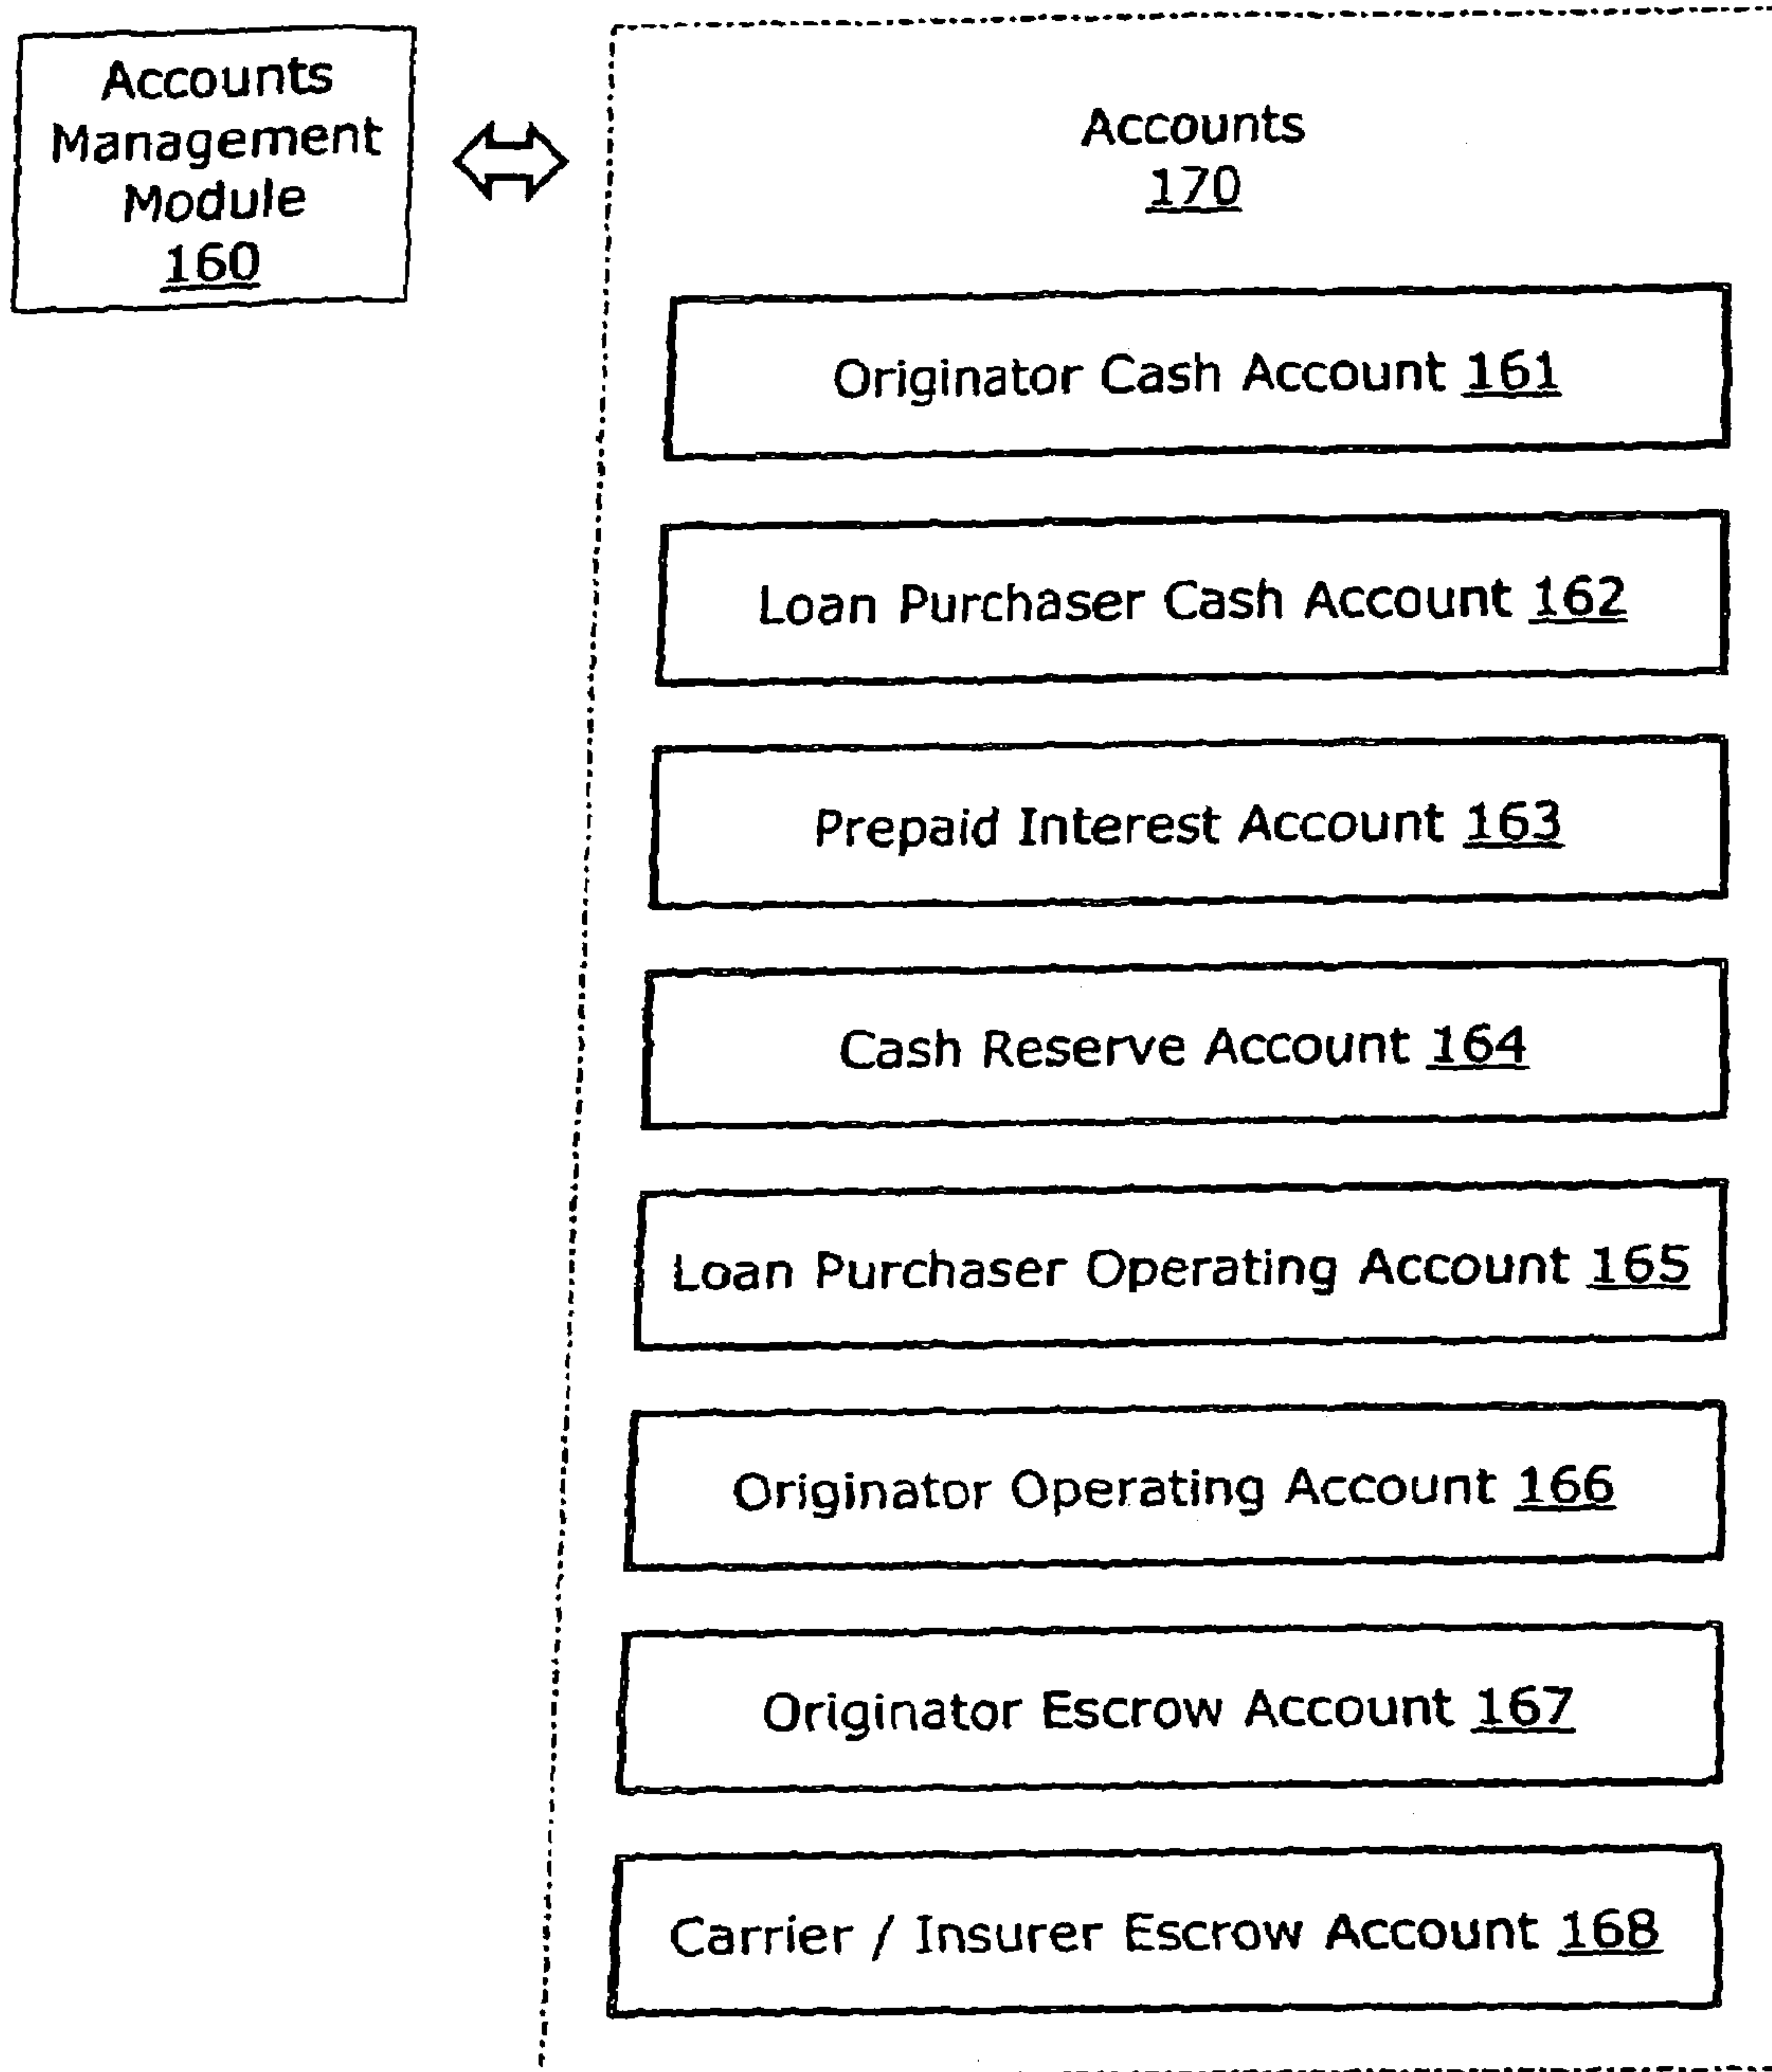 Accounts
Management
Module
160
Accounts
170
Originator Cash Account 161
Loan Purchaser Cash Account 162
Prepaid Interest Account 163
Cash Reserve Account 164
Loan Purchaser Operating Account 165
Originator Operating Account 166
Originator Escrow Account 167
Carrier / Insurer Escrow Account 168